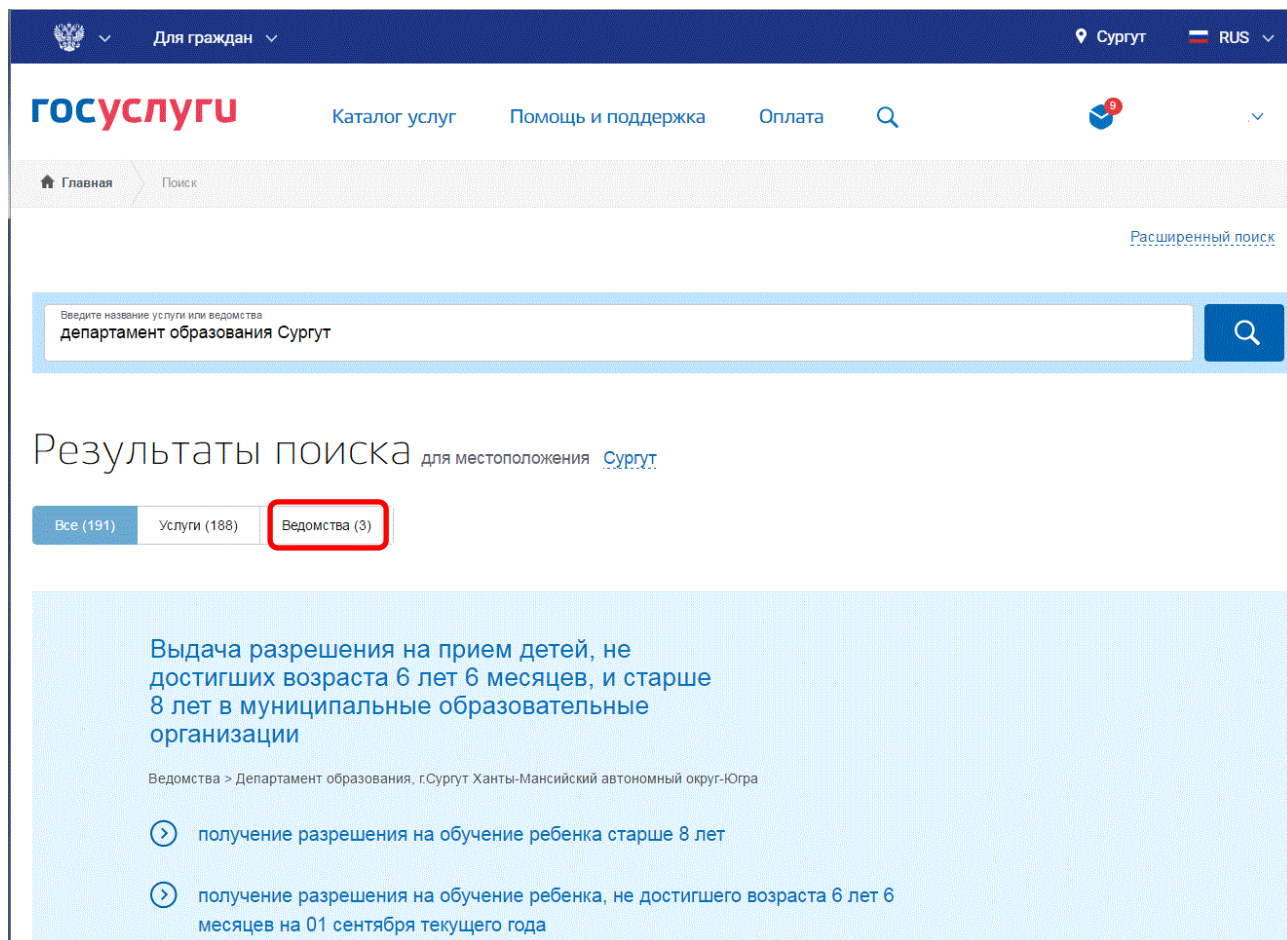 Для граждан
Сургут
RUS
госуслуги
Каталог услуг
Помощь и поддержка
Оплата
9
Главная
Поиск
Расширенный поиск
Введите название услуги или ведомства
департамент образования Сургут
Результаты поиска для местоположения Сургут
Все (191)
Услуги (188)
Ведомства (3)
Выдача разрешения на прием детей, не
достигших возраста 6 лет 6 месяцев, и старше
8 лет в муниципальные образовательные
организации
Ведомства > Департамент образования, г.Сургут Ханты-Мансийский автономный округ-Югра
получение разрешения на обучение ребенка старше 8 лет
получение разрешения на обучение ребенка, не достигшего возраста 6 лет 6
месяцев на 01 сентября текущего года